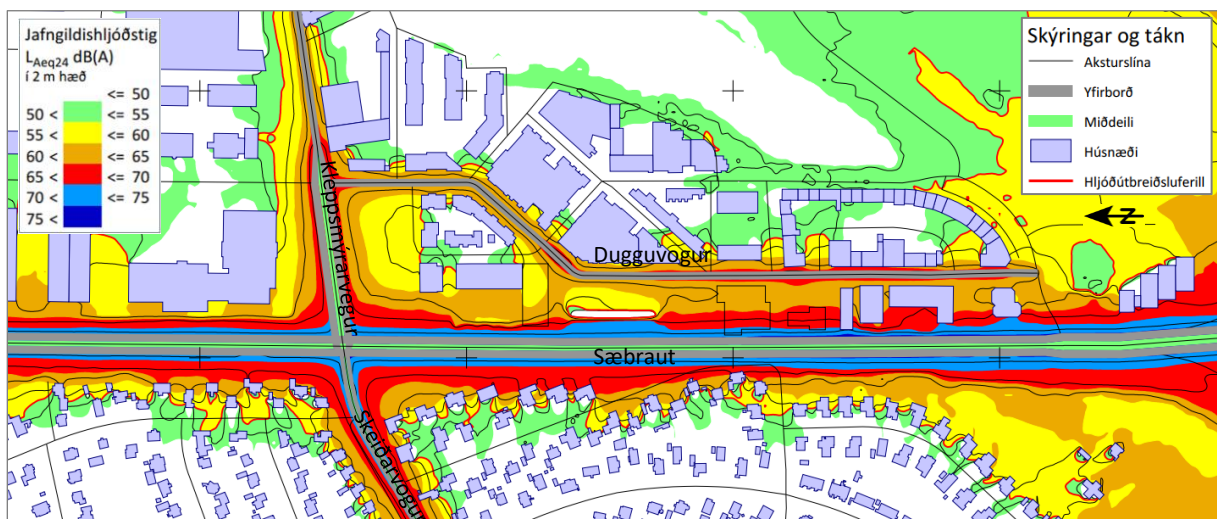 Jafngildishljóðstig
LAeq24 dB(A)
í 2 m hæð
<= 50
50 < <= 55
55 < <= 60
60 < <= 65
65 < <= 70
70 < <= 75
75 <
Skýringar og tákn
Aksturslína
Yfirborð
Miðdeili
Húsnæði
Hljóðútbreiðsluferill
N
Kleppsmýrarvegur
Dugguvogur
Sæbraut
Skeiðarvogur